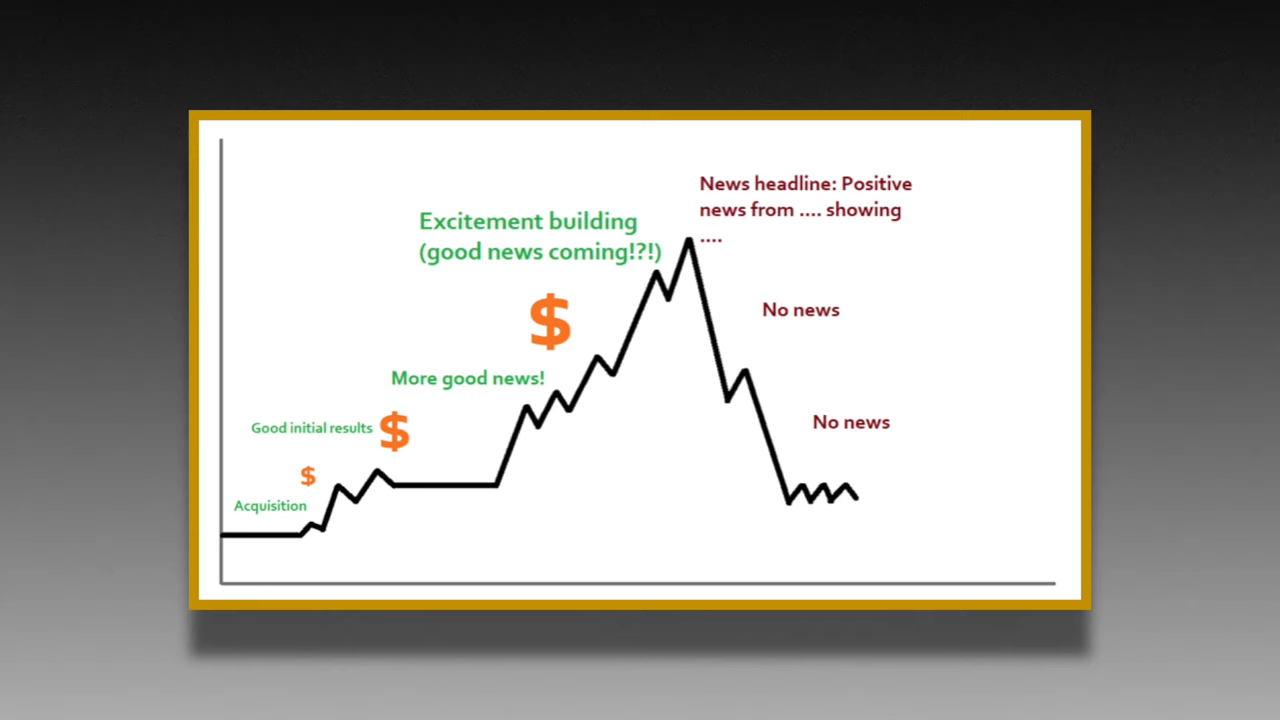 News headline: Positive
news from .... showing
....
Excitement building
(good news coming!?!)
$
No news
More good news!
No news
Good initial results
$
$
Acquisition